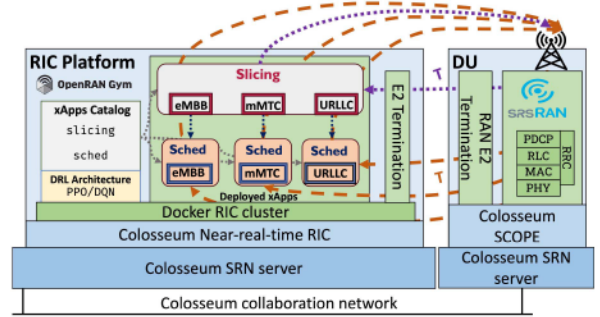 RIC Platform
OpenRAN Gym
xApps Catalog
slicing
sched
DRL Architecture
PPO/DQN
Slicing
eMBB
mMTC
URLLC
Sched
eMBB
Sched
mMTC
Sched
URLLC
Deployed xApps
E2 Termination
Docker RIC cluster
Colosseum Near-real-time RIC
Colosseum SRN server
DU
RAN E2
Termination
SRSRAN
PDCP
RLC
MAC
PHY
RRC
Colosseum
SCOPE
Colosseum SRN
server
Colosseum collaboration network